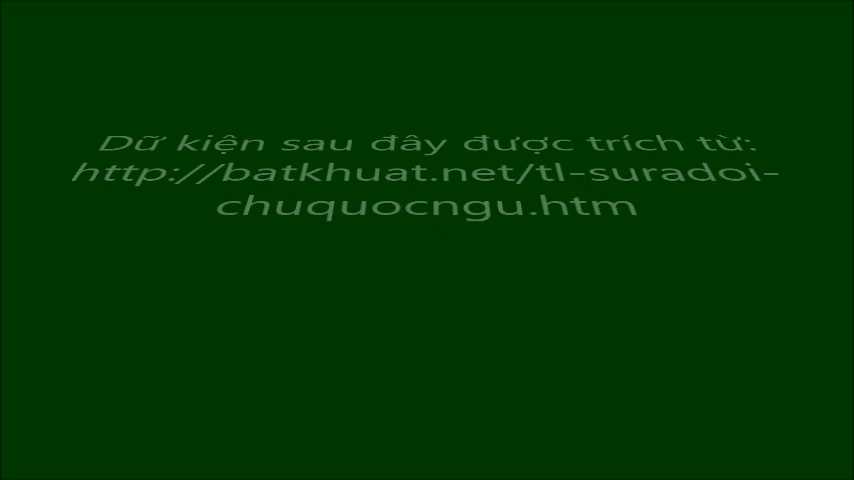 Dữ kiện sau đây được trích từ:
http://batkhuat.net/tl-suradoi-
chuquocngu.htm